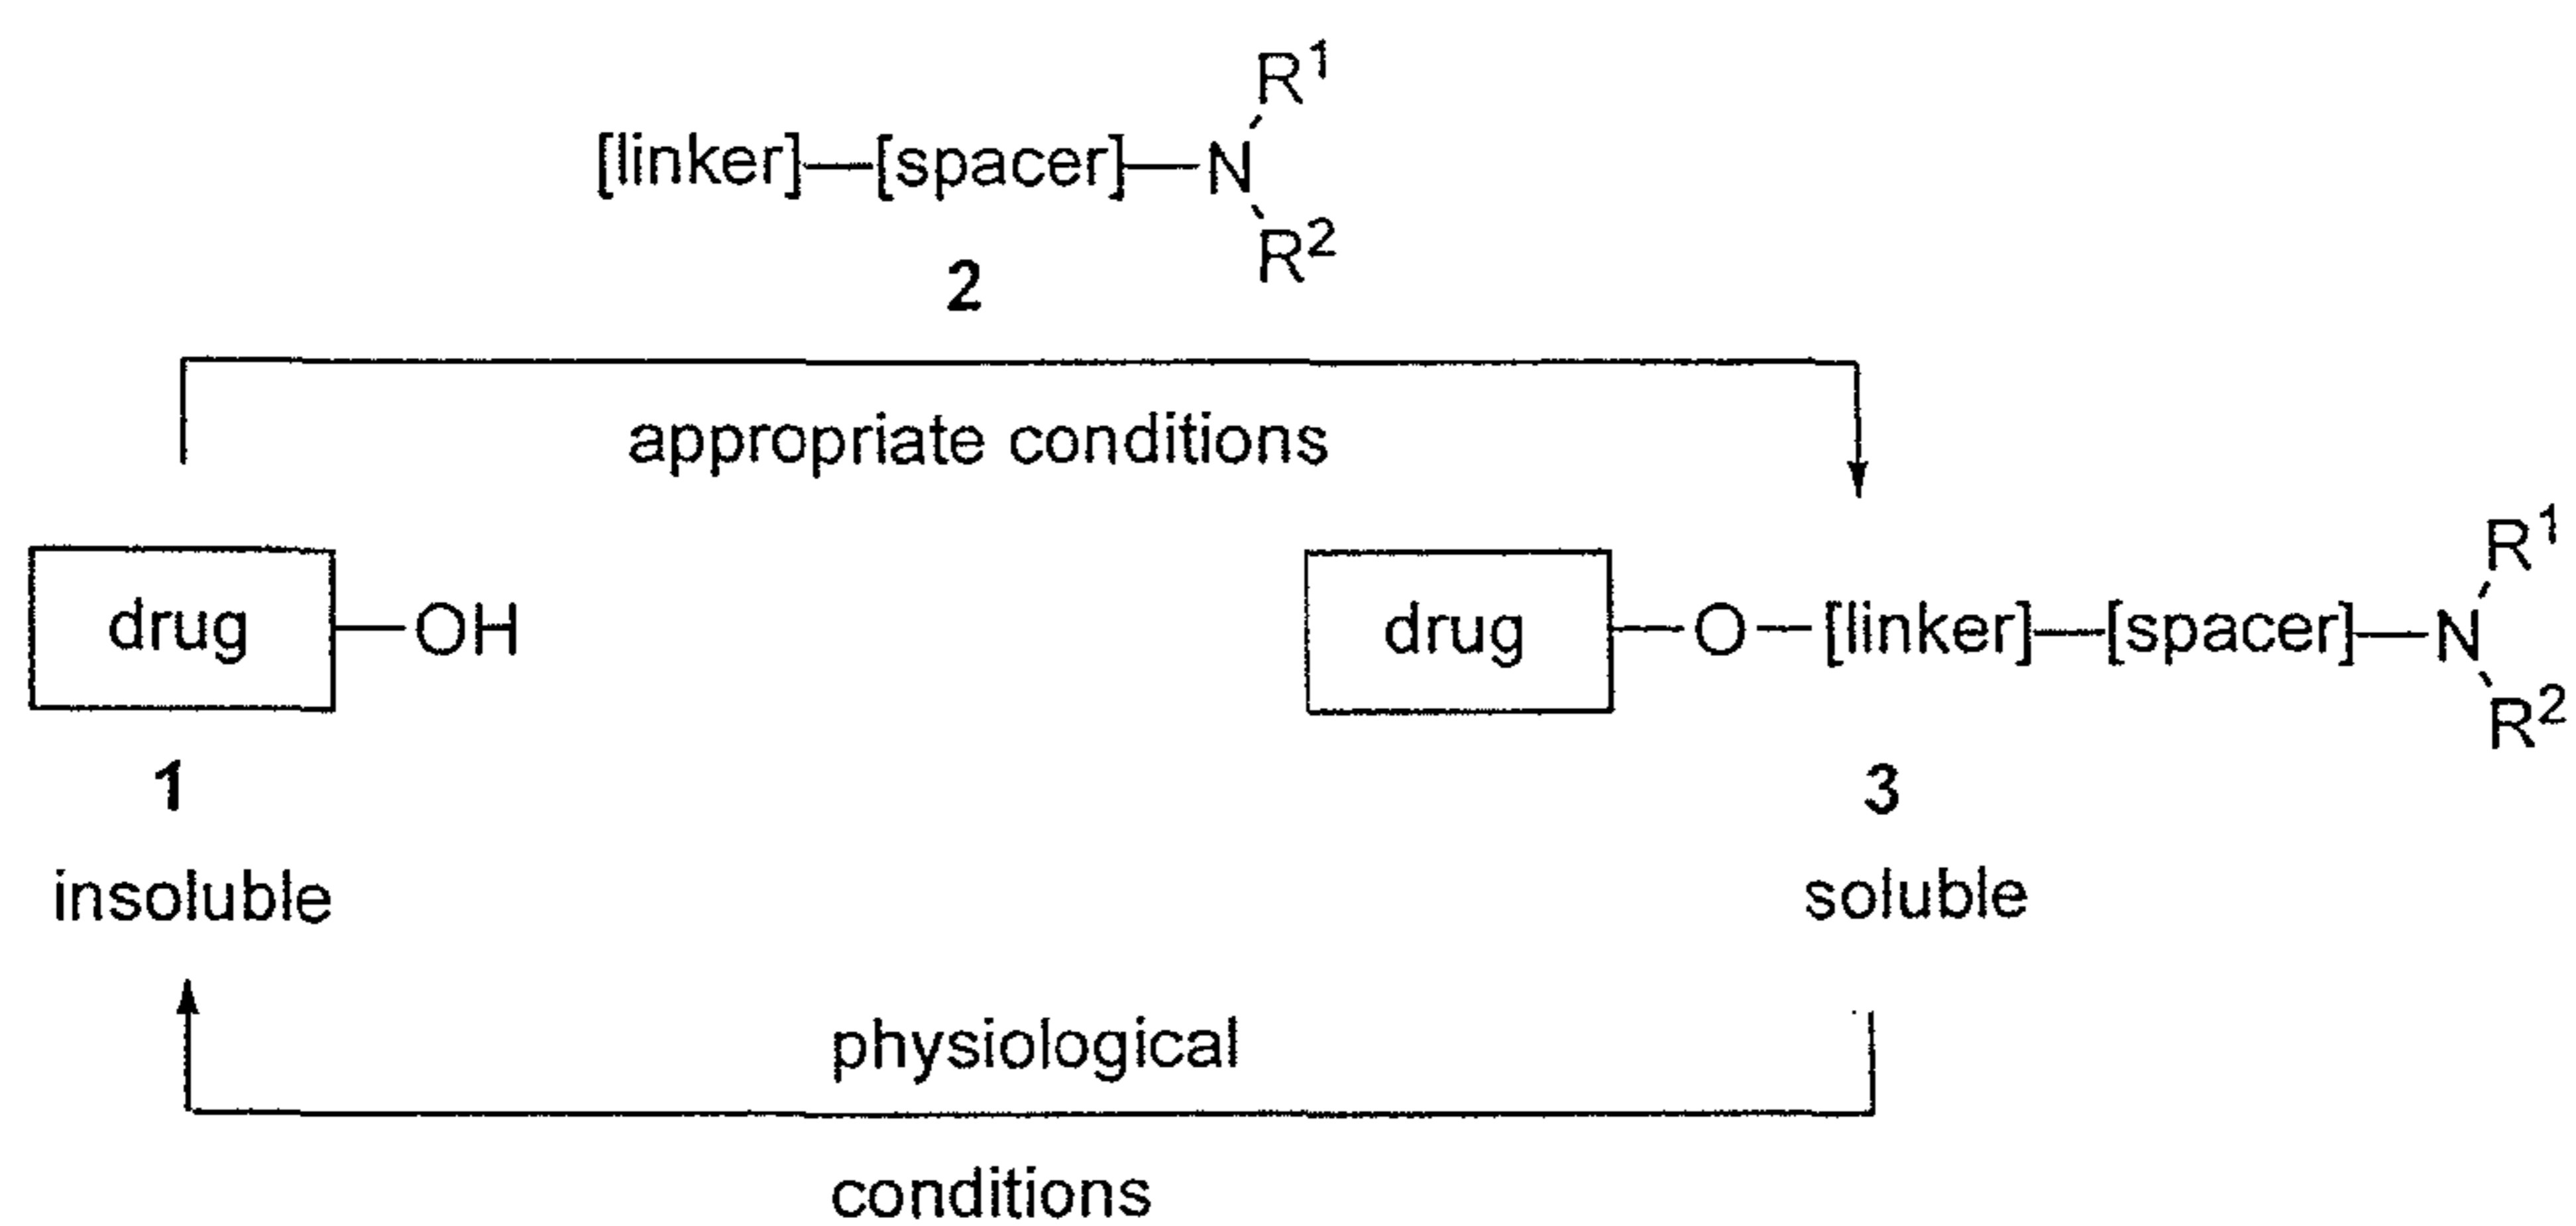 R¹
[linker]—[spacer]—N
R²
2
appropriate conditions
drug—OH
drug—O—[linker]—[spacer]—N
R¹
R²
1
3
insoluble
soluble
physiological
conditions